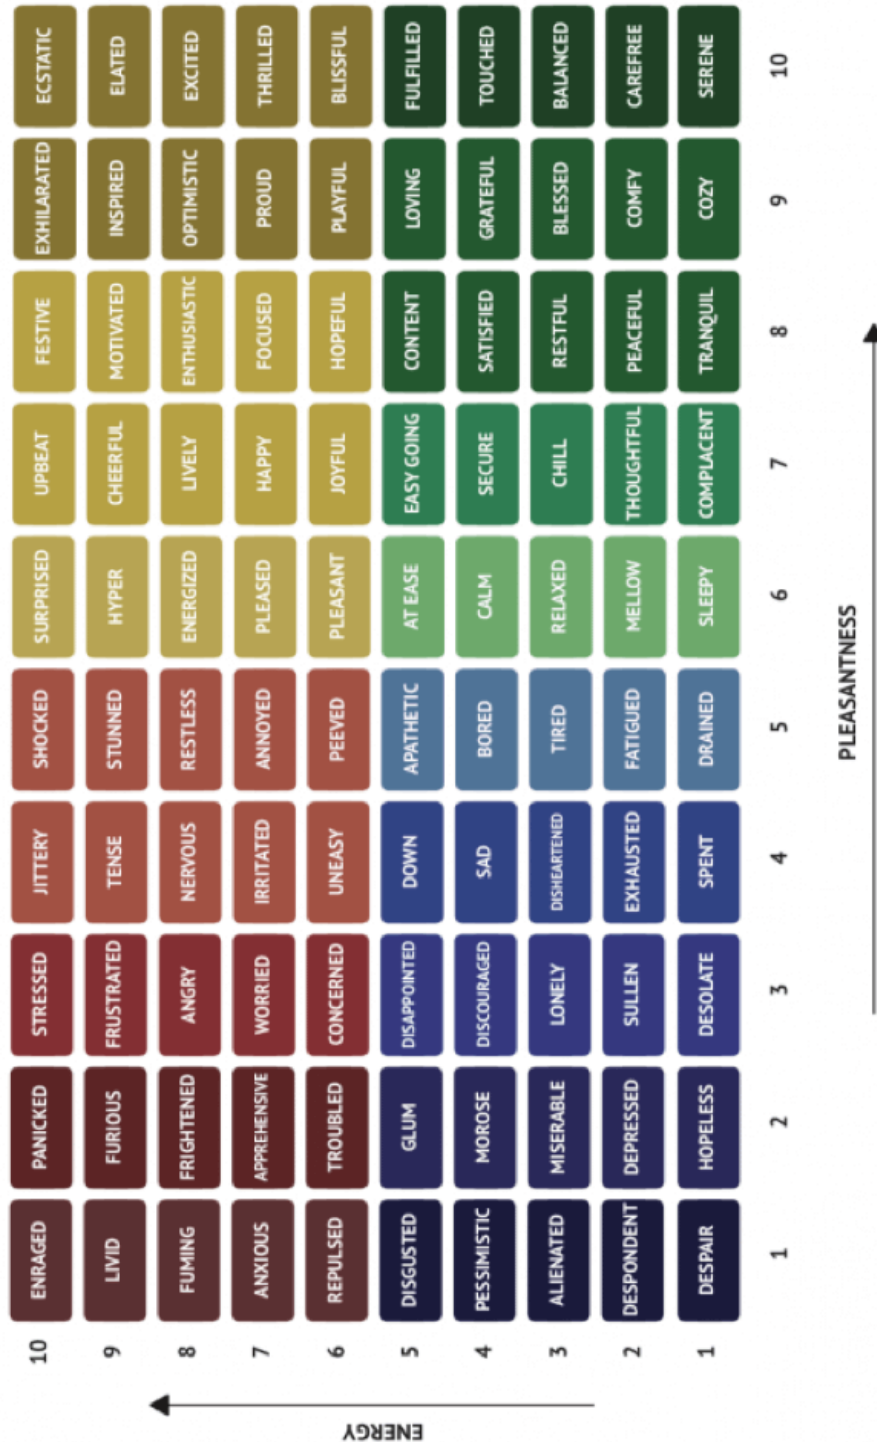 10 ENRAGED PANICKED STRESSED JITTERY SHOCKED SURPRISED UPBEAT FESTIVE EXHILARATED ECSTATIC
9 LIVID FURIOUS FRUSTRATED TENSE STUNNED HYPER CHEERFUL MOTIVATED INSPIRED ELATED
8 FUMING FRIGHTENED ANGRY NERVOUS RESTLESS ENERGIZED LIVELY ENTHUSIASTIC OPTIMISTIC EXCITED
7 ANXIOUS APPREHENSIVE WORRIED IRRITATED ANNOYED PLEASED HAPPY FOCUSED PROUD THRILLED
6 REPULSED TROUBLED CONCERNED UNEASY PEEVED PLEASANT JOYFUL HOPEFUL PLAYFUL BLISSFUL
5 DISGUSTED GLUM DISAPPOINTED DOWN APATHETIC AT EASE EASY GOING CONTENT LOVING FULFILLED
4 PESSIMISTIC MOROSE DISCOURAGED SAD BORED CALM SECURE SATISFIED GRATEFUL TOUCHED
3 ALIENATED MISERABLE LONELY DISHEARTENED TIRED RELAXED CHILL RESTFUL BLESSED BALANCED
2 DESPONDENT DEPRESSED SULLEN EXHAUSTED FATIGUED MELLOW THOUGHTFUL PEACEFUL COMFY CAREFREE
1 DESPAIR HOPELESS DESOLATE SPENT DRAINED SLEEPY COMPLACENT TRANQUIL COZY SERENE
1 2 3 4 5 6 7 8 9 10
ENERGY
PLEASANTNESS